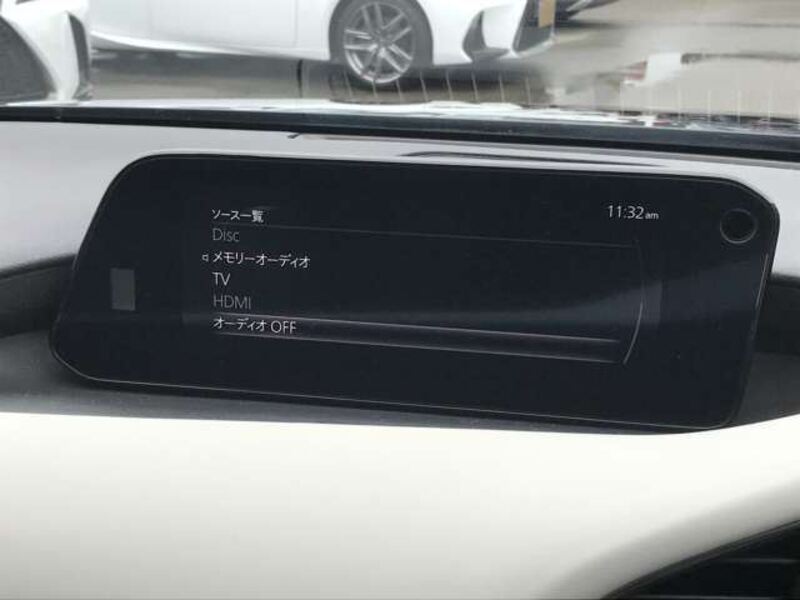 ソース一覧
11:32am
Disc
メモリーオーディオ
TV
HDMI
オーディオ OFF